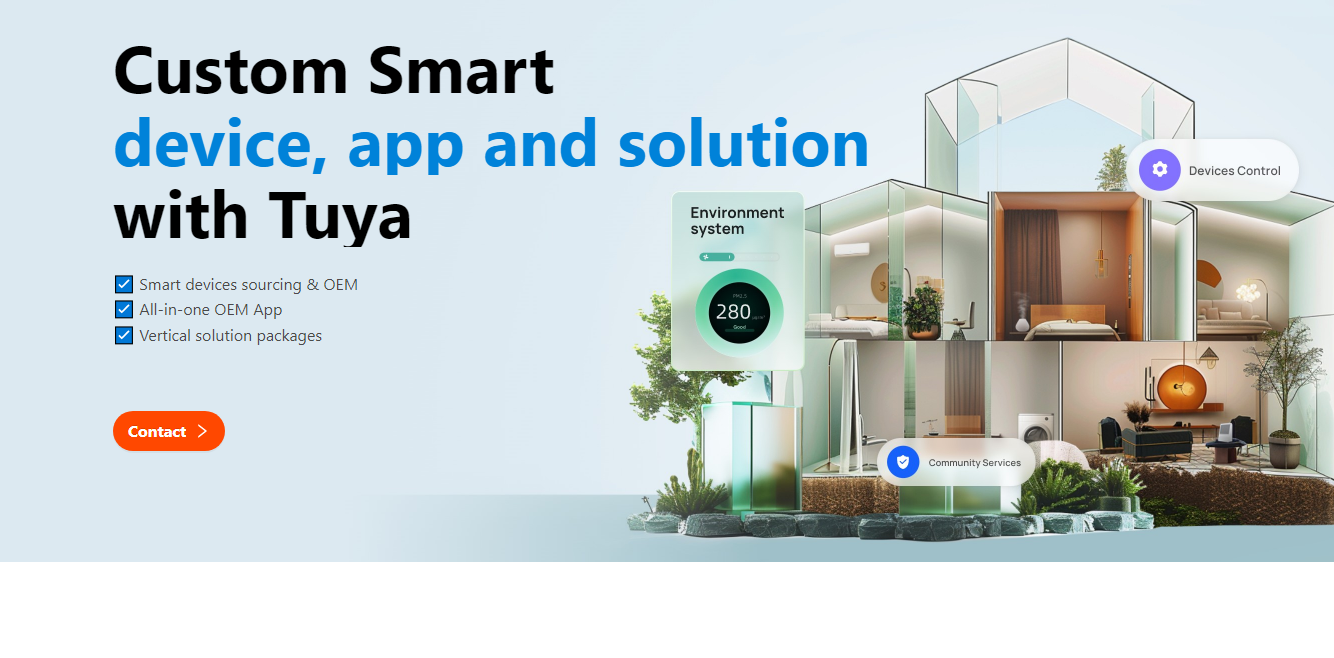 Custom Smart
device, app and solution
with Tuya
Smart devices sourcing & OEM
All-in-one OEM App
Vertical solution packages
Contact
Environment
system
PM2.5
280
Good
Devices Control
Community Services